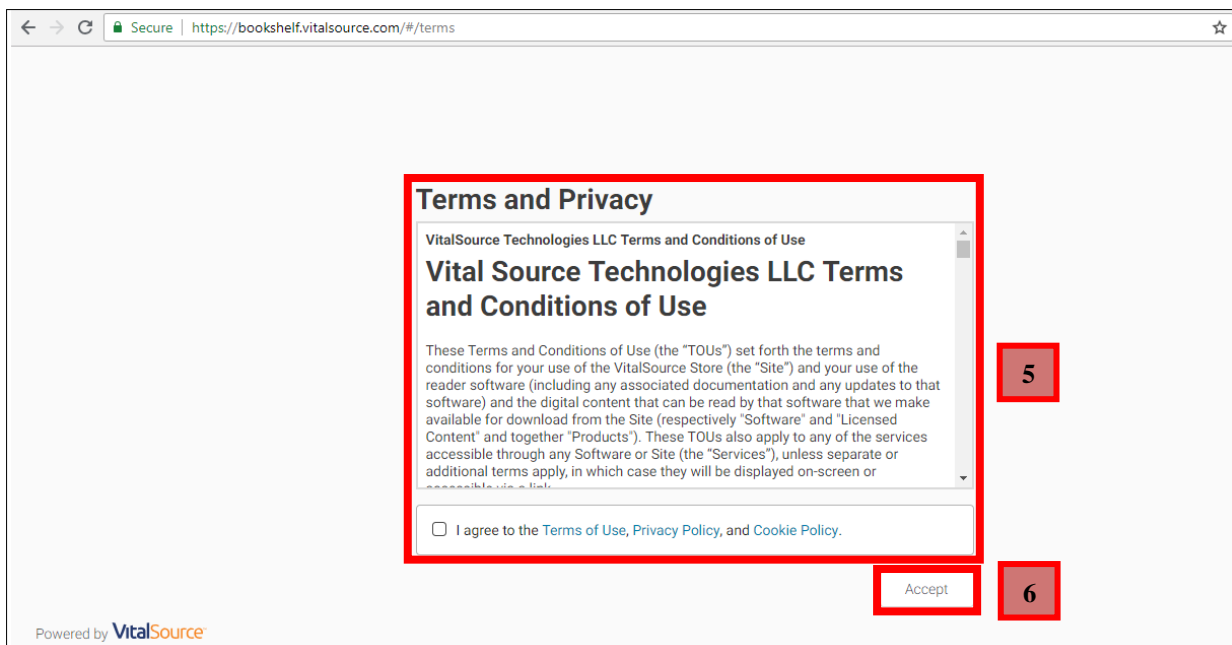 Secure | https://bookshelf.vitalsource.com/#/terms
Terms and Privacy
VitalSource Technologies LLC Terms and Conditions of Use
Vital Source Technologies LLC Terms
and Conditions of Use
These Terms and Conditions of Use (the “TOUs”) set forth the terms and
conditions for your use of the VitalSource Store (the “Site”) and your use of the
reader software (including any associated documentation and any updates to that
software) and the digital content that can be read by that software that we make
available for download from the Site (respectively "Software" and "Licensed
Content" and together "Products"). These TOUs also apply to any of the services
accessible through any Software or Site (the “Services”), unless separate or
additional terms apply, in which case they will be displayed on-screen or
accessible via a link
5
I agree to the Terms of Use, Privacy Policy, and Cookie Policy.
Accept
6
Powered by VitalSource